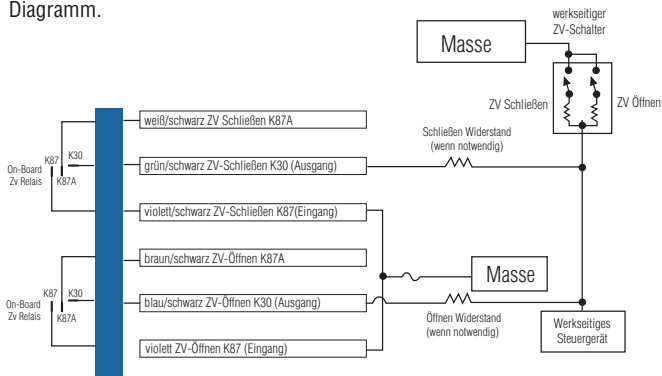 Diagramm.
werkseitiger
ZV-Schalter
Masse
ZV Schließen
ZV Öffnen
weiß/schwarz ZV Schließen K87A
Schließen Widerstand
(wenn notwendig)
K87
K30
K87A
On-Board
Zv Relais
grün/schwarz ZV-Schließen K30 (Ausgang)
violett/schwarz ZV-Schließen K87(Eingang)
braun/schwarz ZV-Öffnen K87A
Masse
K87
K30
K87A
On-Board
Zv Relais
blau/schwarz ZV-Öffnen K30 (Ausgang)
Öffnen Widerstand
(wenn notwendig)
Werkseitiges
Steuergerät
violett ZV-Öffnen K87 (Eingang)